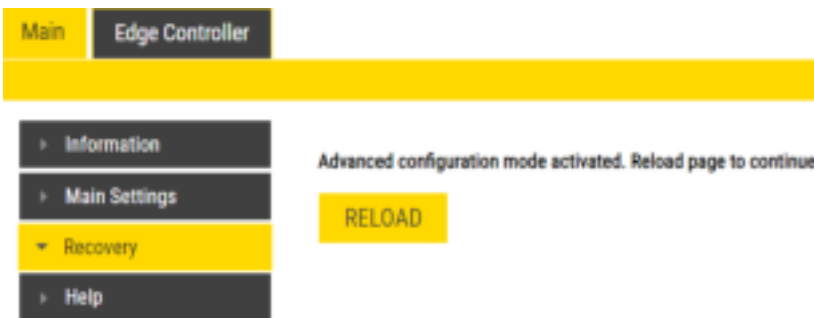 Main
Edge Controller
Information
Main Settings
Recovery
Help
Advanced configuration mode activated. Reload page to continue
RELOAD